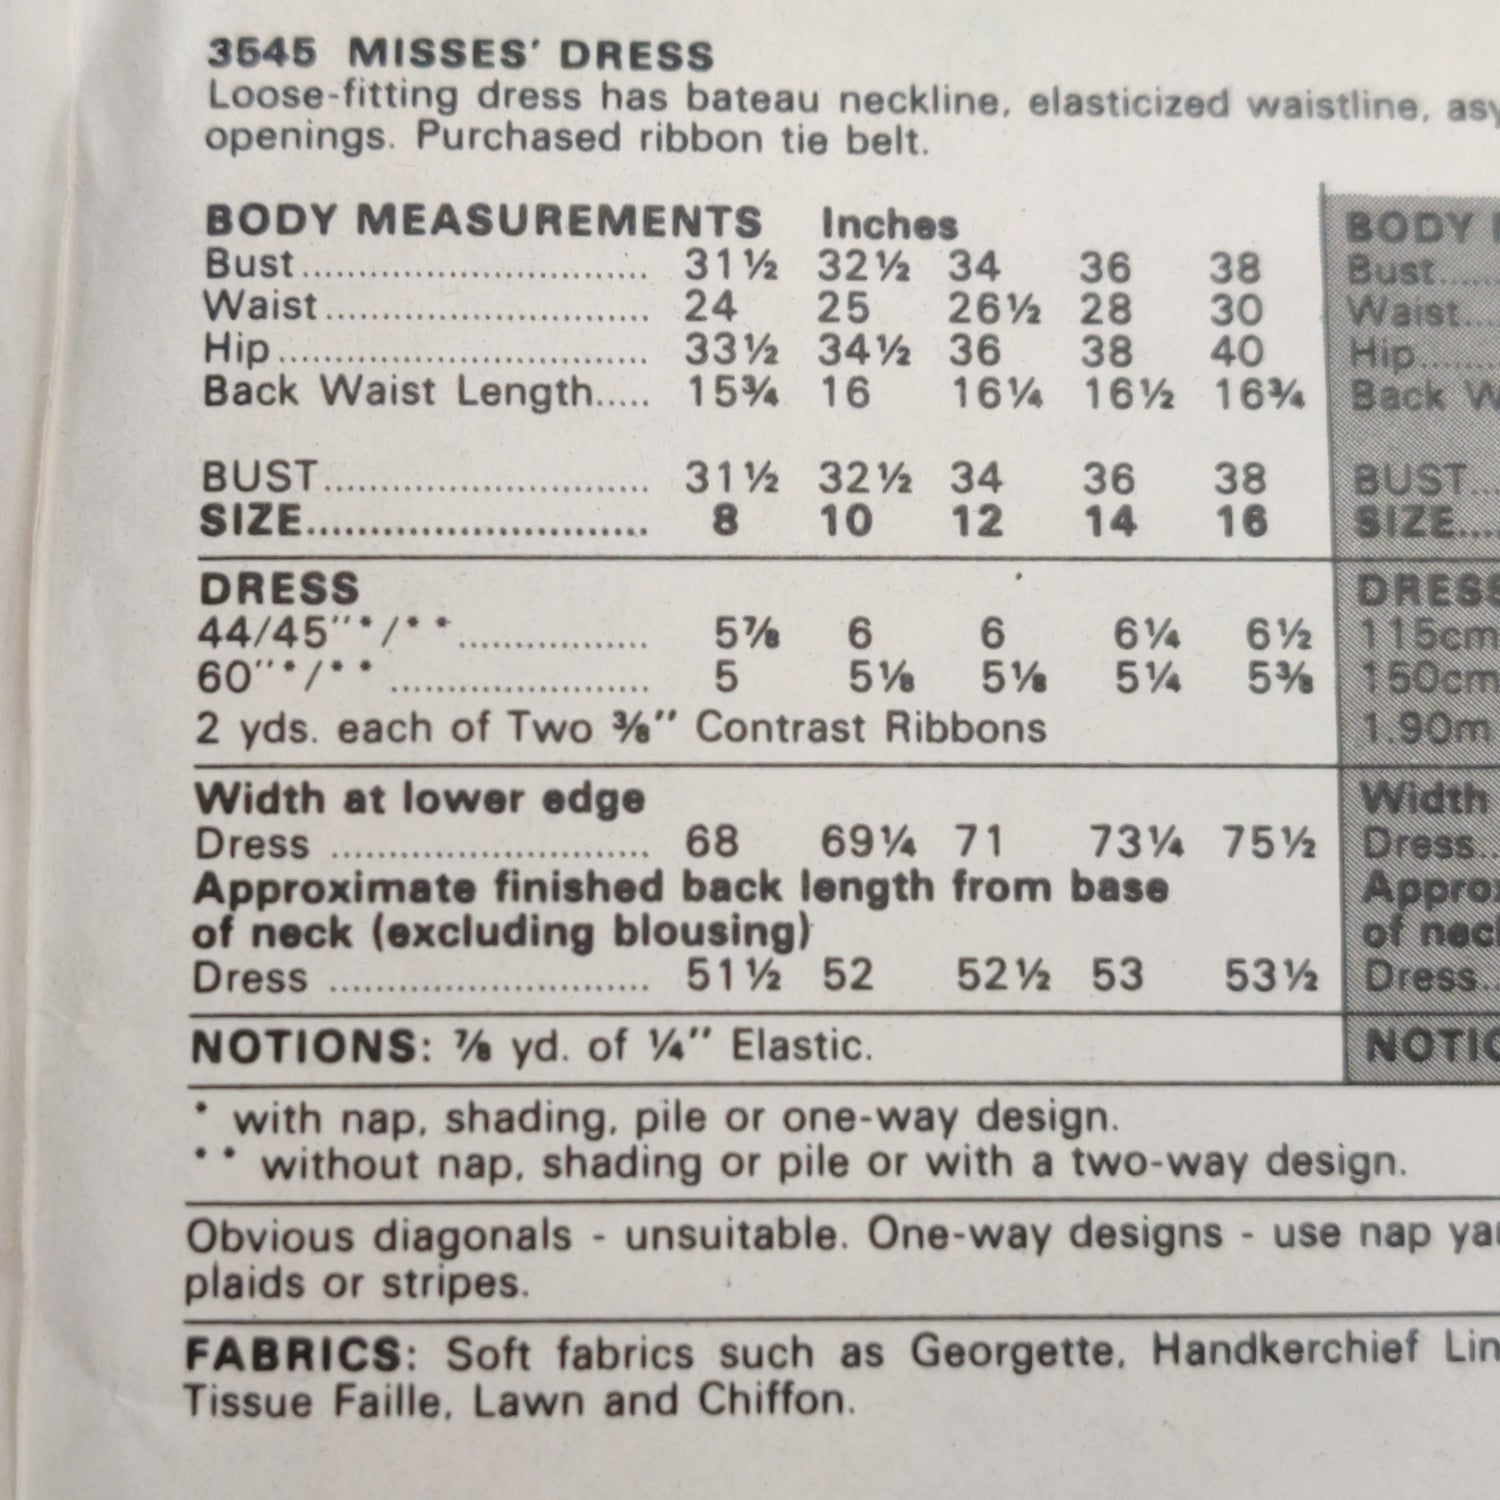 3545 MISSES' DRESS
Loose-fitting dress has bateau neckline, elasticized waistline,
openings. Purchased ribbon tie belt.
BODY MEASUREMENTS Inches
Bust 31½ 32½ 34 36 38
Waist 24 25 26½ 28 30
Hip 33½ 34½ 36 38 40
Back Waist Length 15¾ 16 16¼ 16½ 16¾
BUST 31½ 32½ 34 36 38
SIZE 8 10 12 14 16
DRESS
44/45"*/** 5⅞ 6 6 6¼ 6½
60"*/** 5 5⅛ 5⅛ 5¼ 5⅜
2 yds. each of Two ⅜" Contrast Ribbons
Width at lower edge
Dress 68 69¼ 71 73¼ 75½
Approximate finished back length from base
of neck (excluding blousing)
Dress 51½ 52 52½ 53 53½
NOTIONS: ⅞ yd. of ¼" Elastic.
* with nap, shading, pile or one-way design.
** without nap, shading or pile or with a two-way design.
Obvious diagonals - unsuitable. One-way designs - use nap
plaids or stripes.
FABRICS: Soft fabrics such as Georgette, Handkerchief
Tissue Faille, Lawn and Chiffon.
BODY
Bust
Waist
Hip
Back
BUST
SIZE
DRESS
115cm
150cm
1.90m
Width
Dress
of
Dress